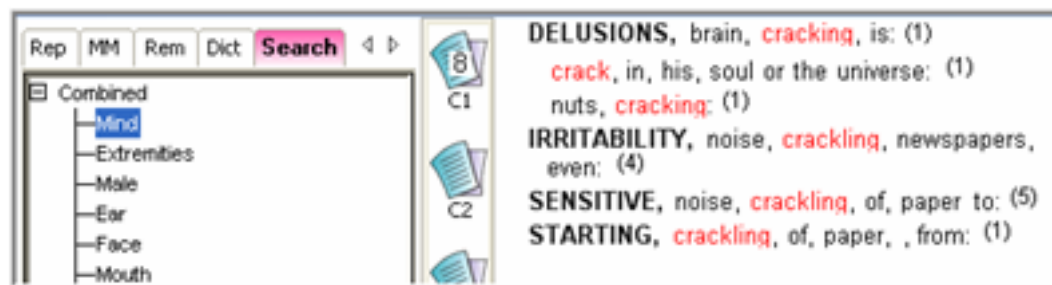 Rep MM Rem Dict Search
Combined
Mind
Extremities
Male
Ear
Face
Mouth
8
C1
C2
DELUSIONS, brain, cracking, is: (1)
crack, in, his, soul or the universe: (1)
nuts, cracking: (1)
IRRITABILITY, noise, crackling, newspapers,
even: (4)
SENSITIVE, noise, crackling, of, paper to: (5)
STARTING, crackling, of, paper, , from: (1)